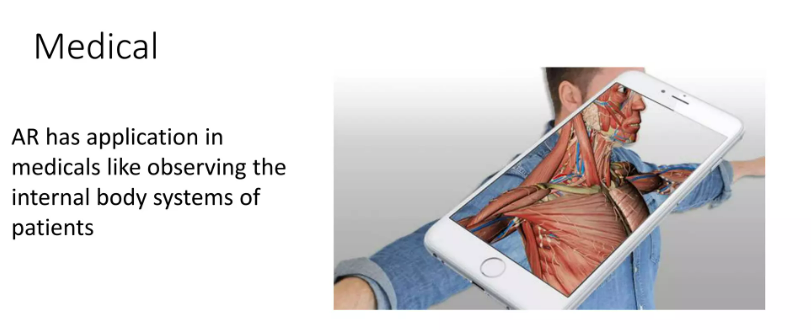 Medical
AR has application in
medicals like observing the
internal body systems of
patients